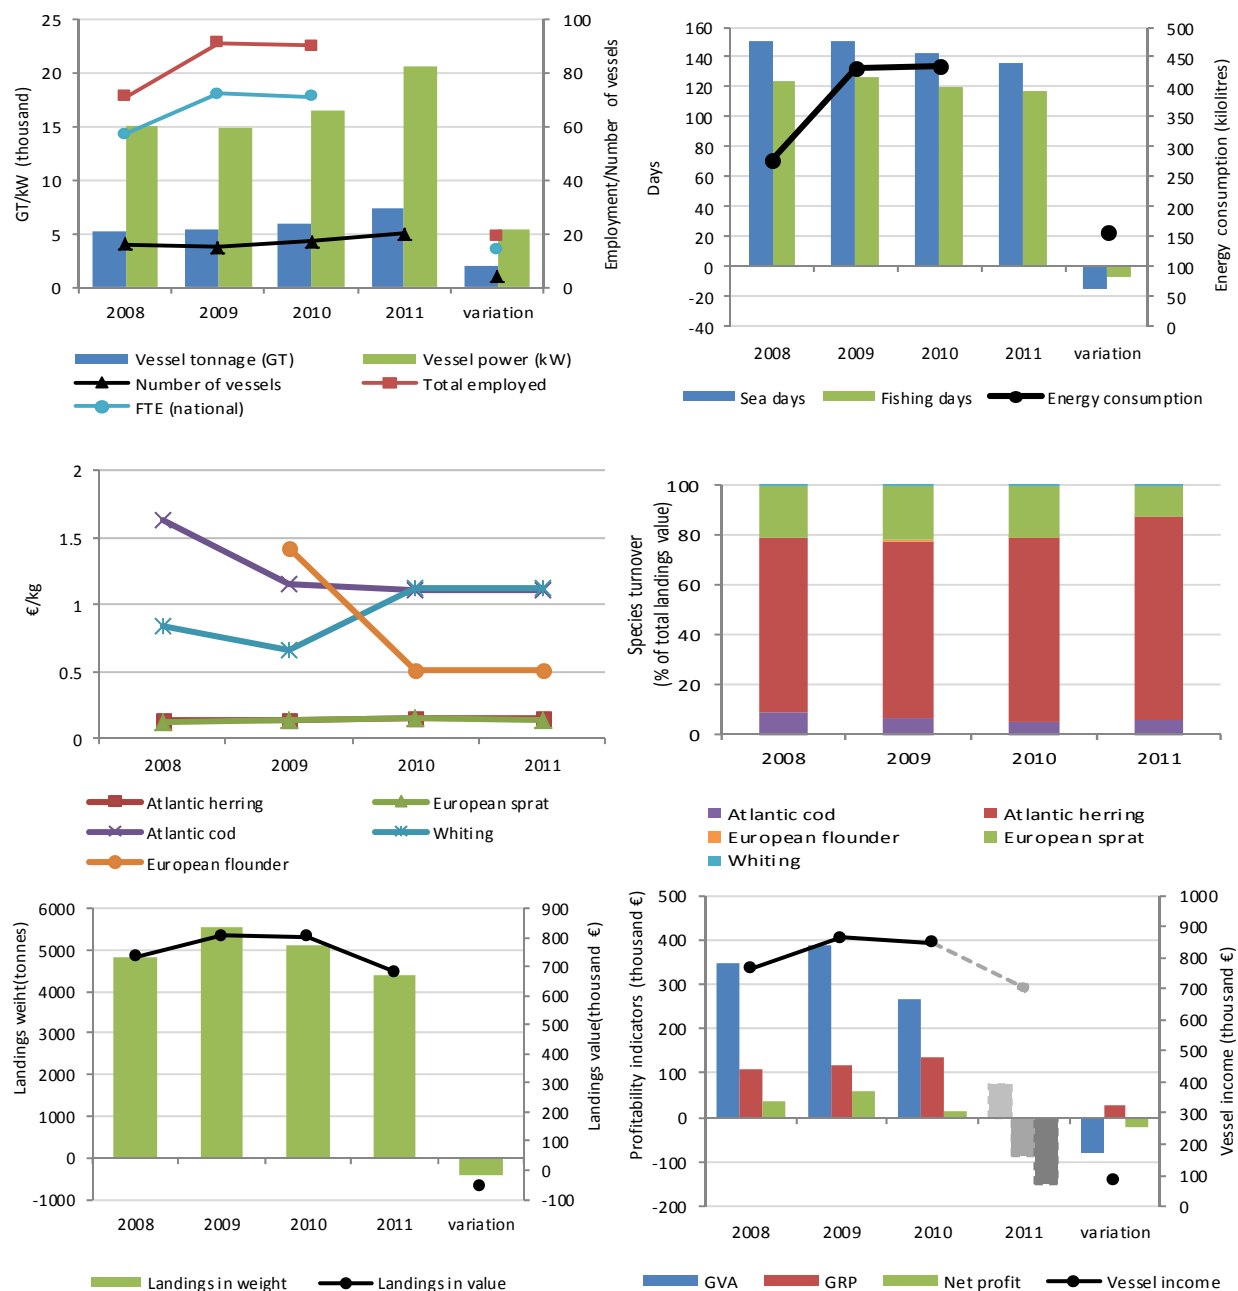 25
20
15
10
5
0
GT/kW (thousand)
100
80
60
40
20
0
Employment/Number of vessels
2008 2009 2010 2011 variation
Vessel tonnage (GT) Vessel power (kW)
Number of vessels Total employed
FTE (national)
160
140
120
100
80
60
40
20
0
-20
-40
Days
500
450
400
350
300
250
200
150
100
50
0
Energy consumption (kilolitres)
2008 2009 2010 2011 variation
Sea days Fishing days Energy consumption
2
1.5
1
0.5
0
€/kg
2008 2009 2010 2011
Atlantic herring European sprat
Atlantic cod Whiting
European flounder
100
80
60
40
20
0
Species turnover
(% of total landings value)
2008 2009 2010 2011
Atlantic cod Atlantic herring
European flounder European sprat
Whiting
6000
5000
4000
3000
2000
1000
0
-1000
Landings weiht(tonnes)
900
800
700
600
500
400
300
200
100
0
-100
Landings value(thousand €)
2008 2009 2010 2011 variation
Landings in weight Landings in value
500
400
300
200
100
0
-100
-200
Profitability indicators (thousand €)
1000
900
800
700
600
500
400
300
200
100
0
Vessel income (thousand €)
2008 2009 2010 2011 variation
GVA GRP Net profit Vessel income